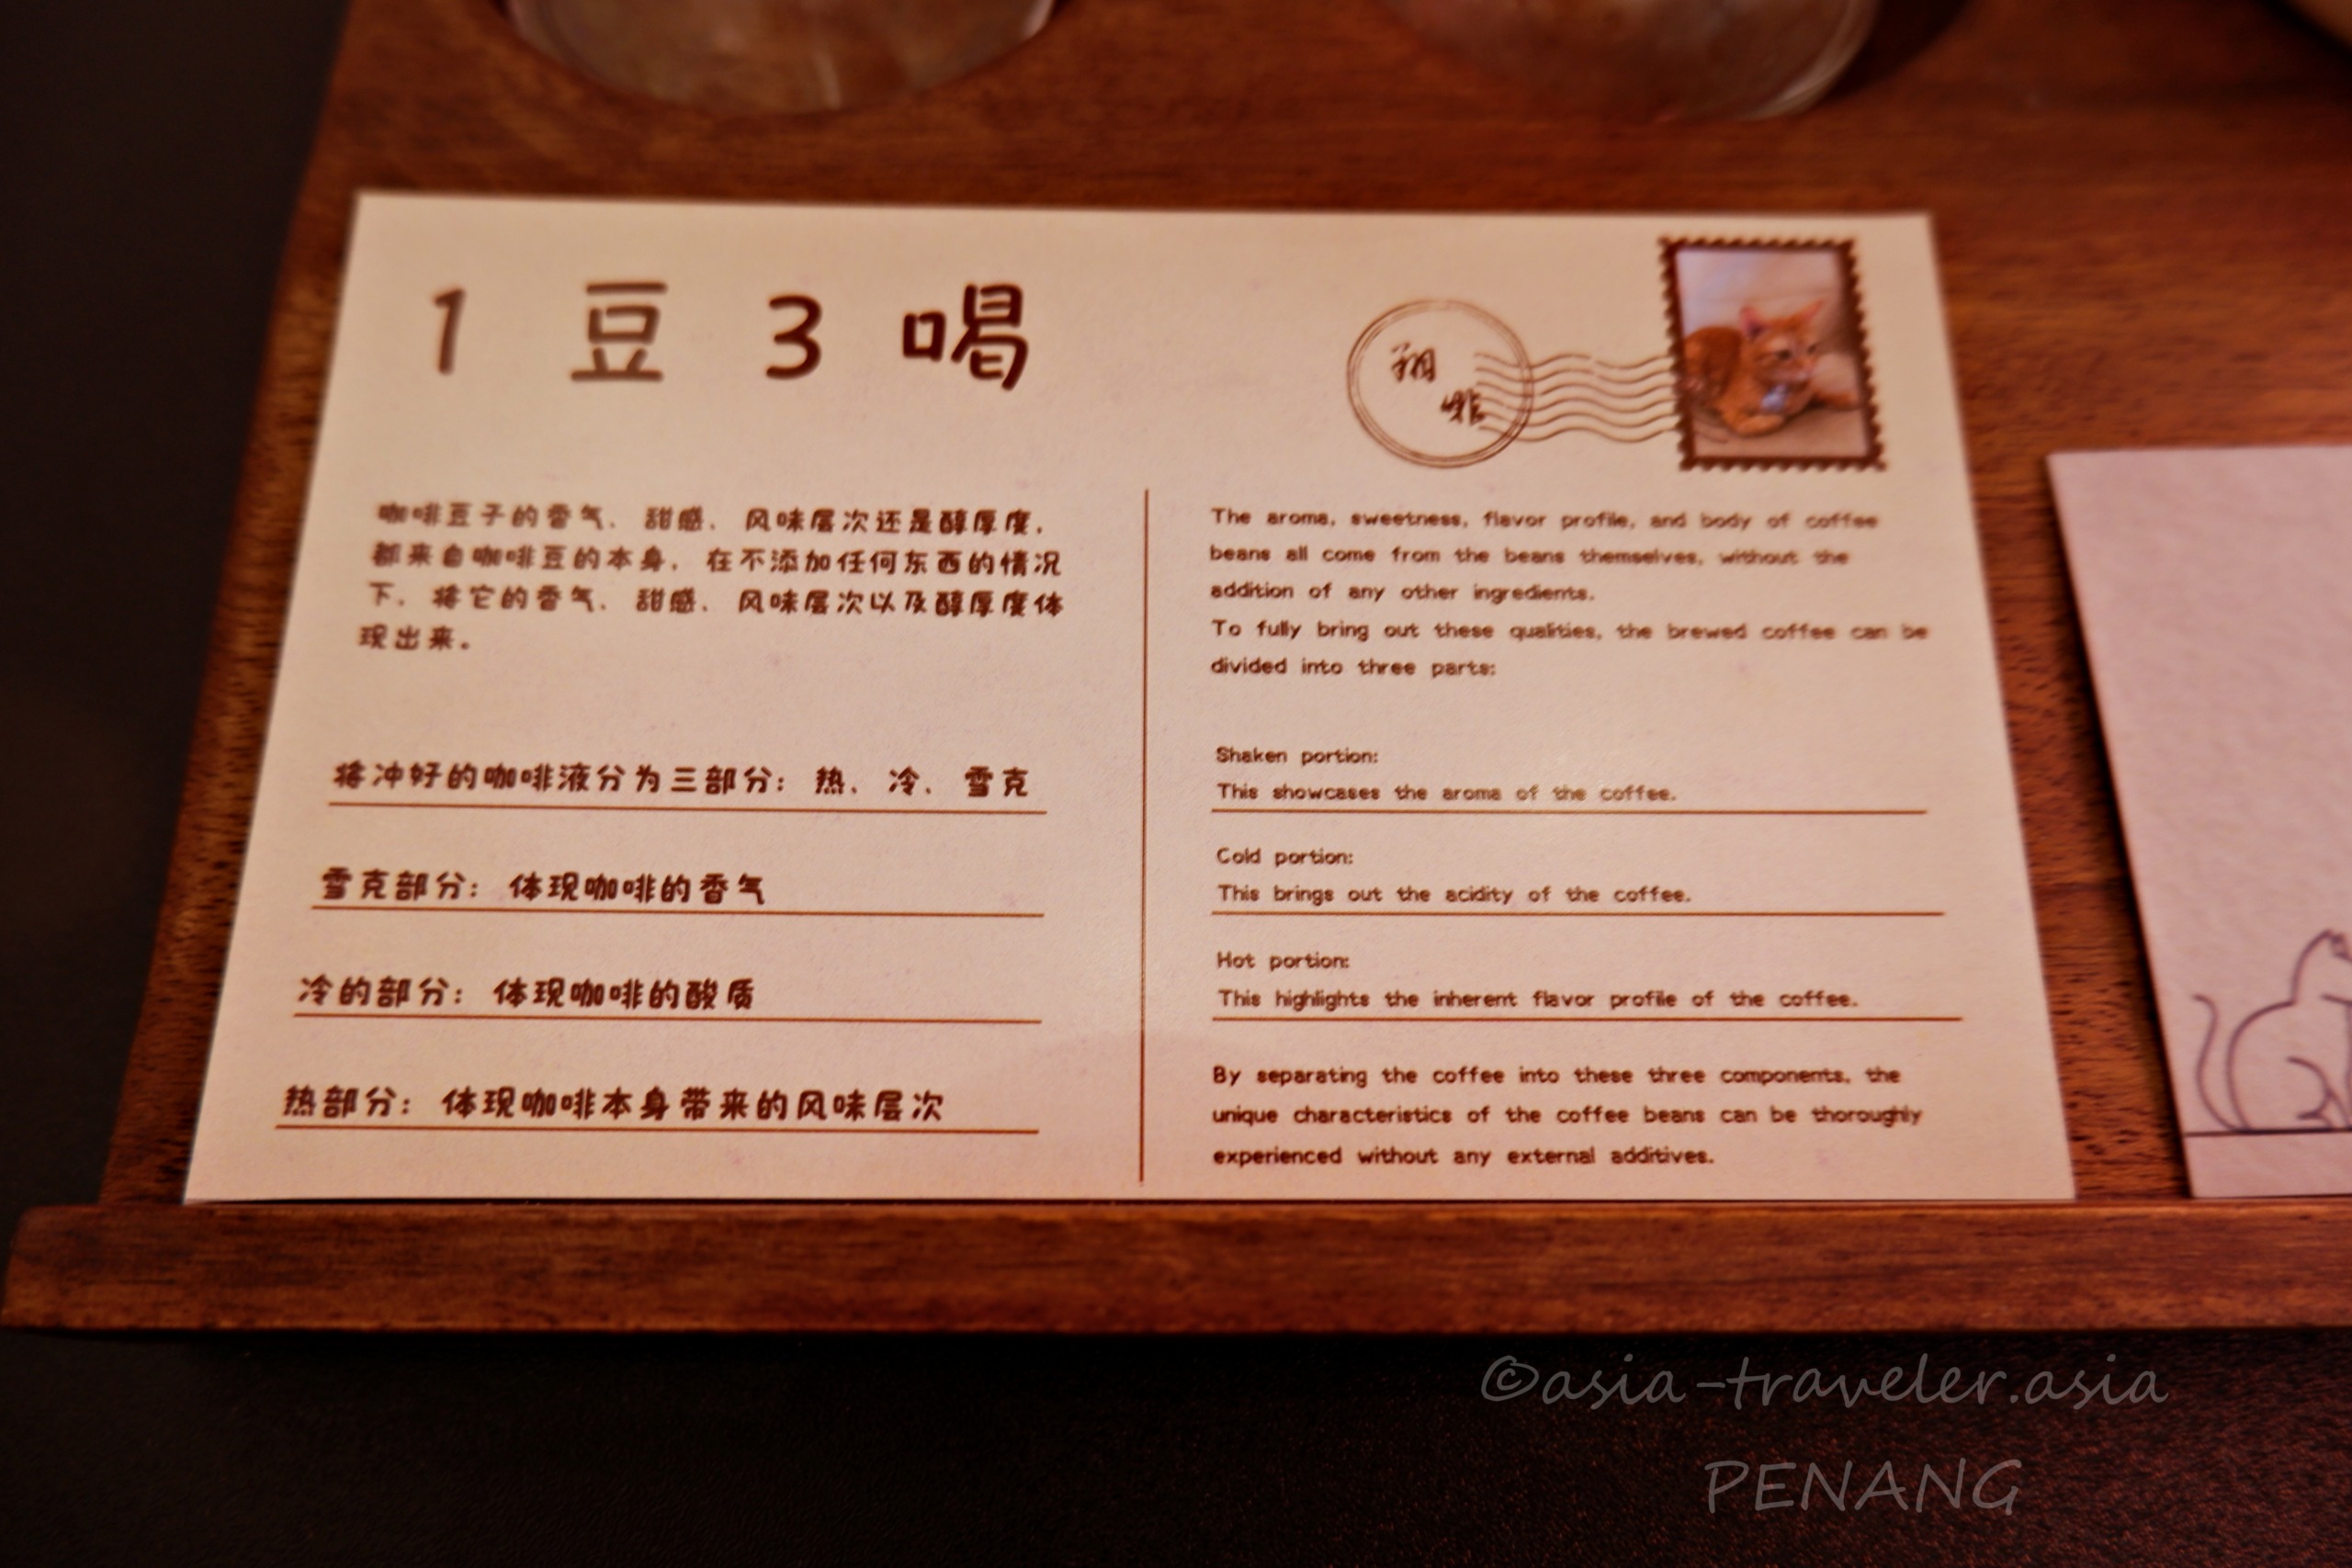 1 豆 3 喝
翔
啡
咖啡豆子的香气、甜感、风味层次还是醇厚度,
都来自咖啡豆的本身, 在不添加任何东西的情况
下, 将它的香气、甜感、风味层次以及醇厚度体
现出来。
将冲好的咖啡液分为三部分: 热、冷、雪克
雪克部分: 体现咖啡的香气
冷的部分: 体现咖啡的酸质
热部分: 体现咖啡本身带来的风味层次
The aroma, sweetness, flavor profile, and body of coffee
beans all come from the beans themselves, without the
addition of any other ingredients.
To fully bring out these qualities, the brewed coffee can be
divided into three parts:
Shaken portion:
This showcases the aroma of the coffee.
Cold portion:
This brings out the acidity of the coffee.
Hot portion:
This highlights the inherent flavor profile of the coffee.
By separating the coffee into these three components, the
unique characteristics of the coffee beans can be thoroughly
experienced without any external additives.
©asia-traveler.asia
PENANG